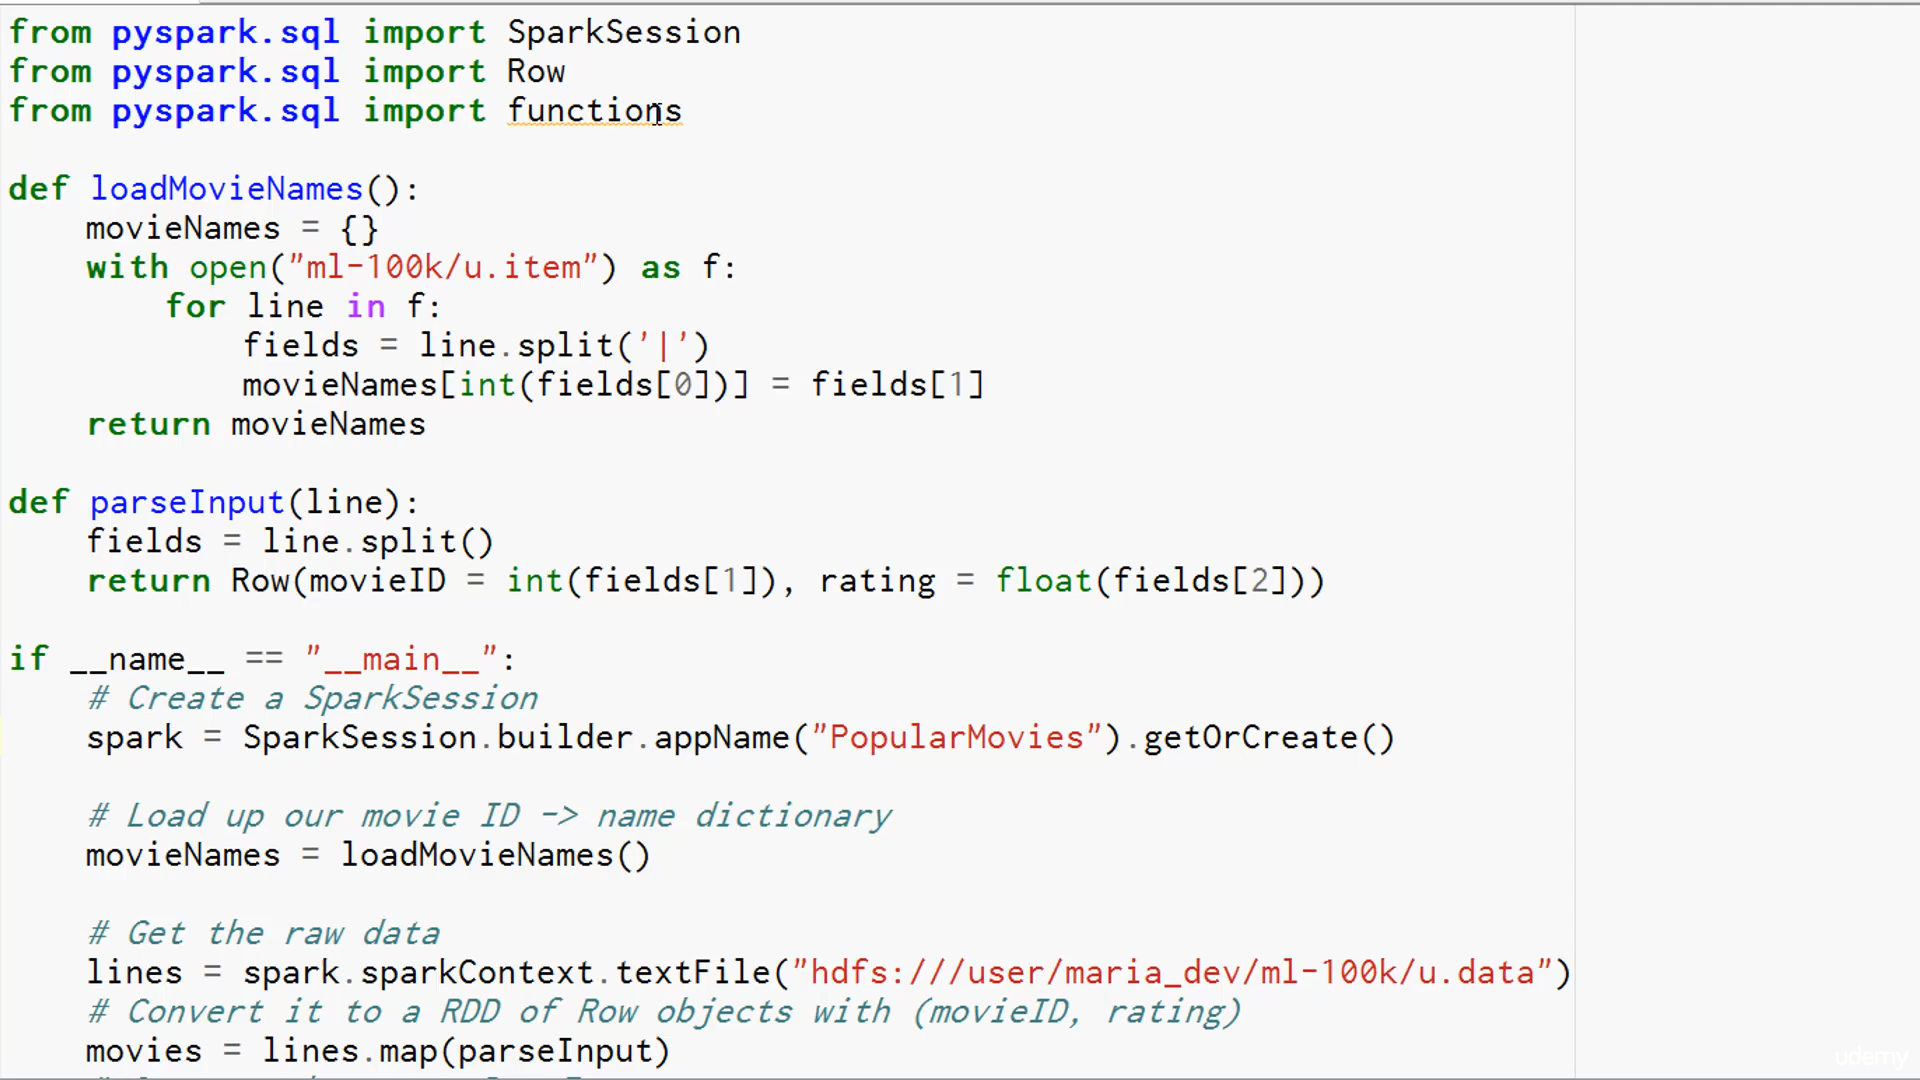 from pyspark.sql import SparkSession
from pyspark.sql import Row
from pyspark.sql import functions
def loadMovieNames():
    movieNames = {}
    with open("ml-100k/u.item") as f:
        for line in f:
            fields = line.split('|')
            movieNames[int(fields[0])] = fields[1]
    return movieNames
def parseInput(line):
    fields = line.split()
    return Row(movieID = int(fields[1]), rating = float(fields[2]))
if __name__ == "__main__":
    # Create a SparkSession
    spark = SparkSession.builder.appName("PopularMovies").getOrCreate()
    # Load up our movie ID -> name dictionary
    movieNames = loadMovieNames()
    # Get the raw data
    lines = spark.sparkContext.textFile("hdfs:///user/maria_dev/ml-100k/u.data")
    # Convert it to a RDD of Row objects with (movieID, rating)
    movies = lines.map(parseInput)
udemy